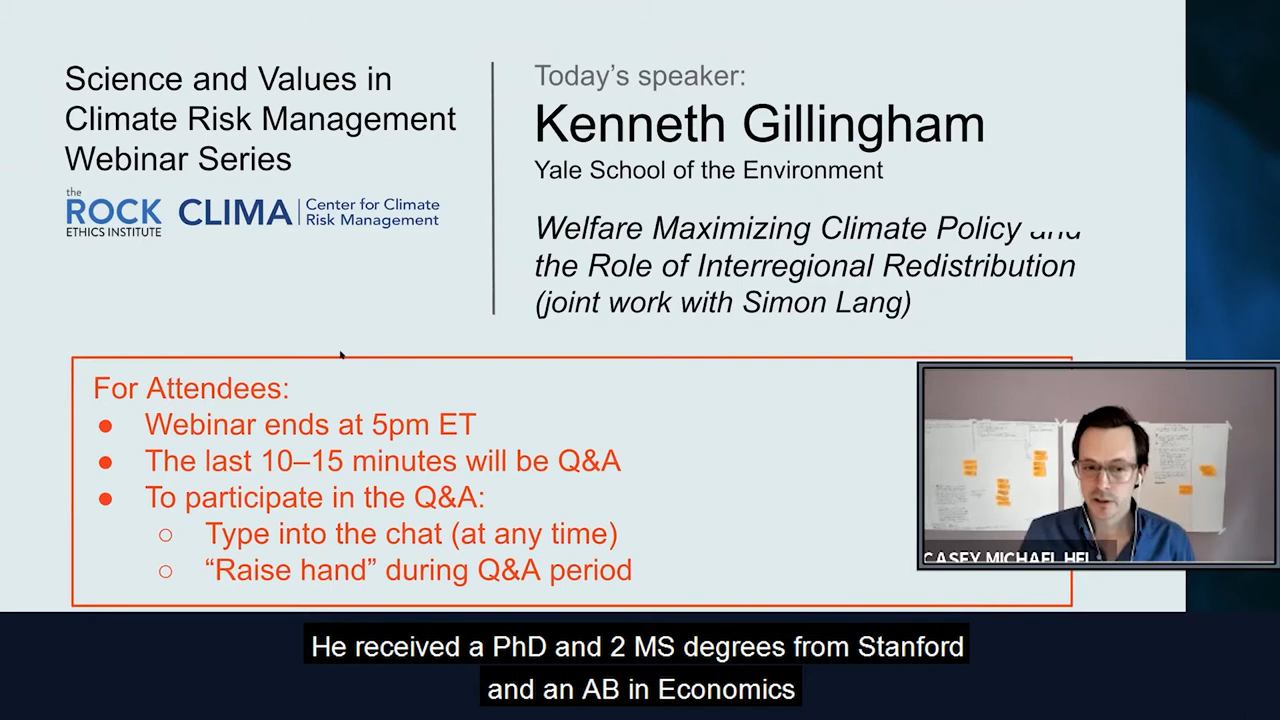 Science and Values in
Climate Risk Management
Webinar Series
the
ROCK
ETHICS INSTITUTE
CLIMA
Center for Climate
Risk Management
Today's speaker:
Kenneth Gillingham
Yale School of the Environment
Welfare Maximizing Climate Policy and
the Role of Interregional Redistribution
(joint work with Simon Lang)
For Attendees:
● Webinar ends at 5pm ET
● The last 10–15 minutes will be Q&A
● To participate in the Q&A:
○ Type into the chat (at any time)
○ “Raise hand” during Q&A period
CASEY MICHAEL
He received a PhD and 2 MS degrees from Stanford
and an AB in Economics